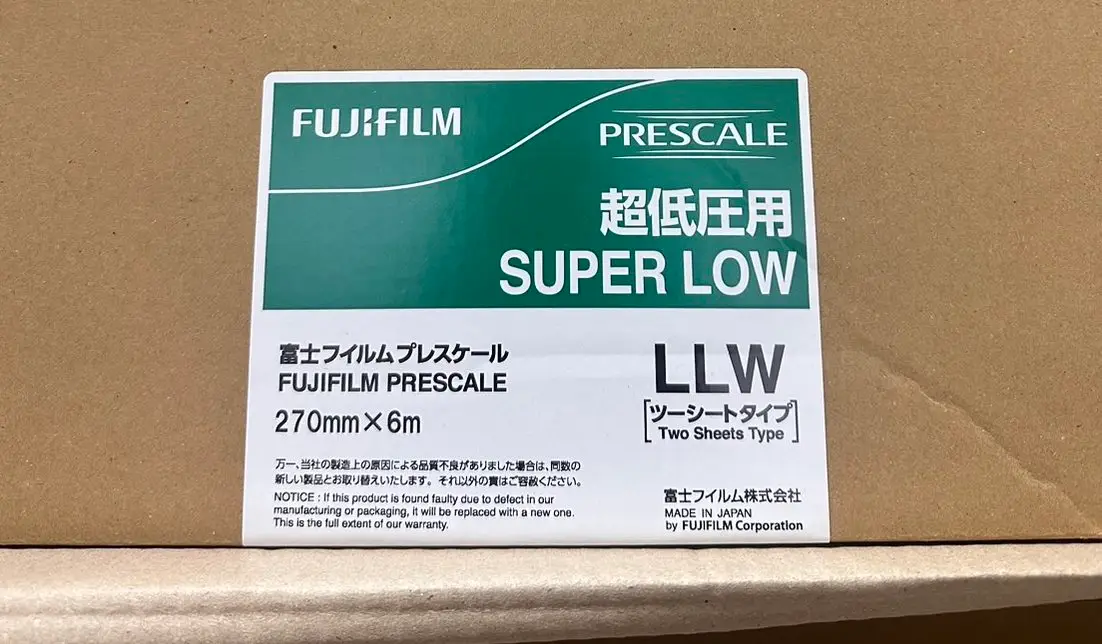 FUJIFILM
PRESCALE
超低圧用
SUPER LOW
富士フイルムプレスケール
FUJIFILM PRESCALE
270mm×6m
LLW
[ツーシートタイプ
Two Sheets Type]
万一、当社の製造上の原因による品質不良がありました場合は、同数の
新しい製品とお取り替えいたします。それ以外の責はご容赦ください。
NOTICE : If this product is found faulty due to defect in our
manufacturing or packaging, it will be replaced with a new one.
This is the full extent of our warranty.
富士フイルム株式会社
MADE IN JAPAN
by FUJIFILM Corporation